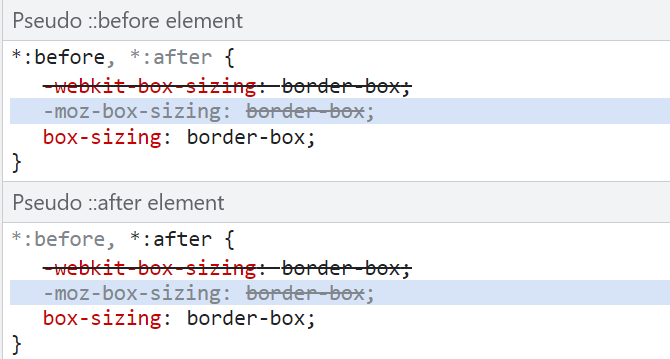 Pseudo ::before element
*:before, *:after {
-webkit-box-sizing: border-box;
-moz-box-sizing: border-box;
box-sizing: border-box;
}
Pseudo ::after element
*:before, *:after {
-webkit-box-sizing: border-box;
-moz-box-sizing: border-box;
box-sizing: border-box;
}